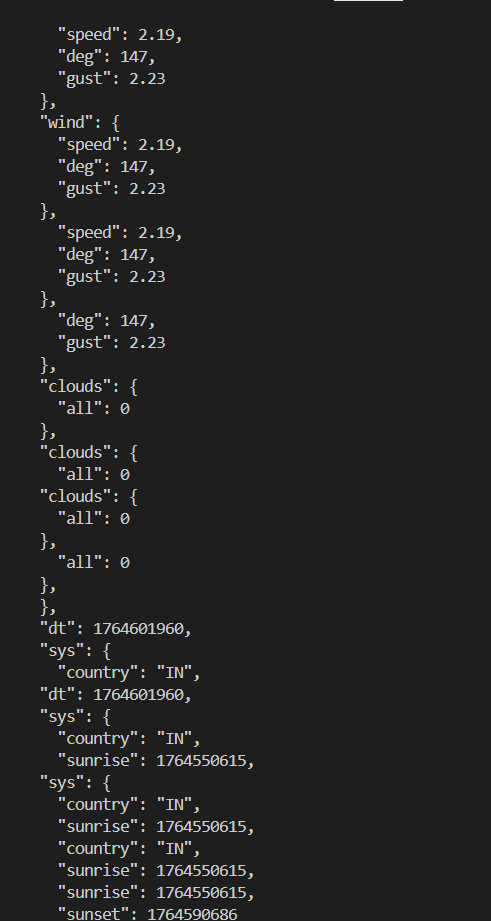 "speed": 2.19,
"deg": 147,
"gust": 2.23
},
"wind": {
"speed": 2.19,
"deg": 147,
"gust": 2.23
},
"speed": 2.19,
"deg": 147,
"gust": 2.23
},
"deg": 147,
"gust": 2.23
},
"clouds": {
"all": 0
},
"clouds": {
"all": 0
"clouds": {
"all": 0
},
"all": 0
},
},
"dt": 1764601960,
"sys": {
"country": "IN",
"dt": 1764601960,
"sys": {
"country": "IN",
"sunrise": 1764550615,
"sys": {
"country": "IN",
"sunrise": 1764550615,
"country": "IN",
"sunrise": 1764550615,
"sunrise": 1764550615,
"sunset": 1764590686